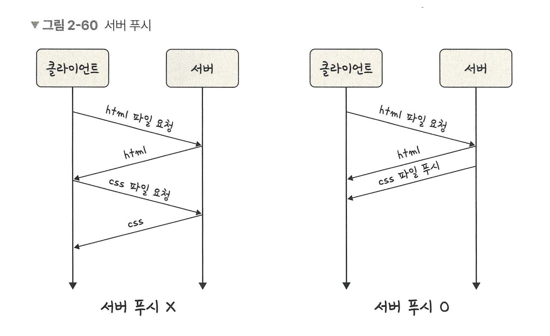 ▼ 그림 2-60 서버 푸시
클라이언트
서버
html 파일 요청
html
css 파일 요청
css
서버 푸시 X
클라이언트
서버
html 파일 요청
html
css 파일 푸시
서버 푸시 O